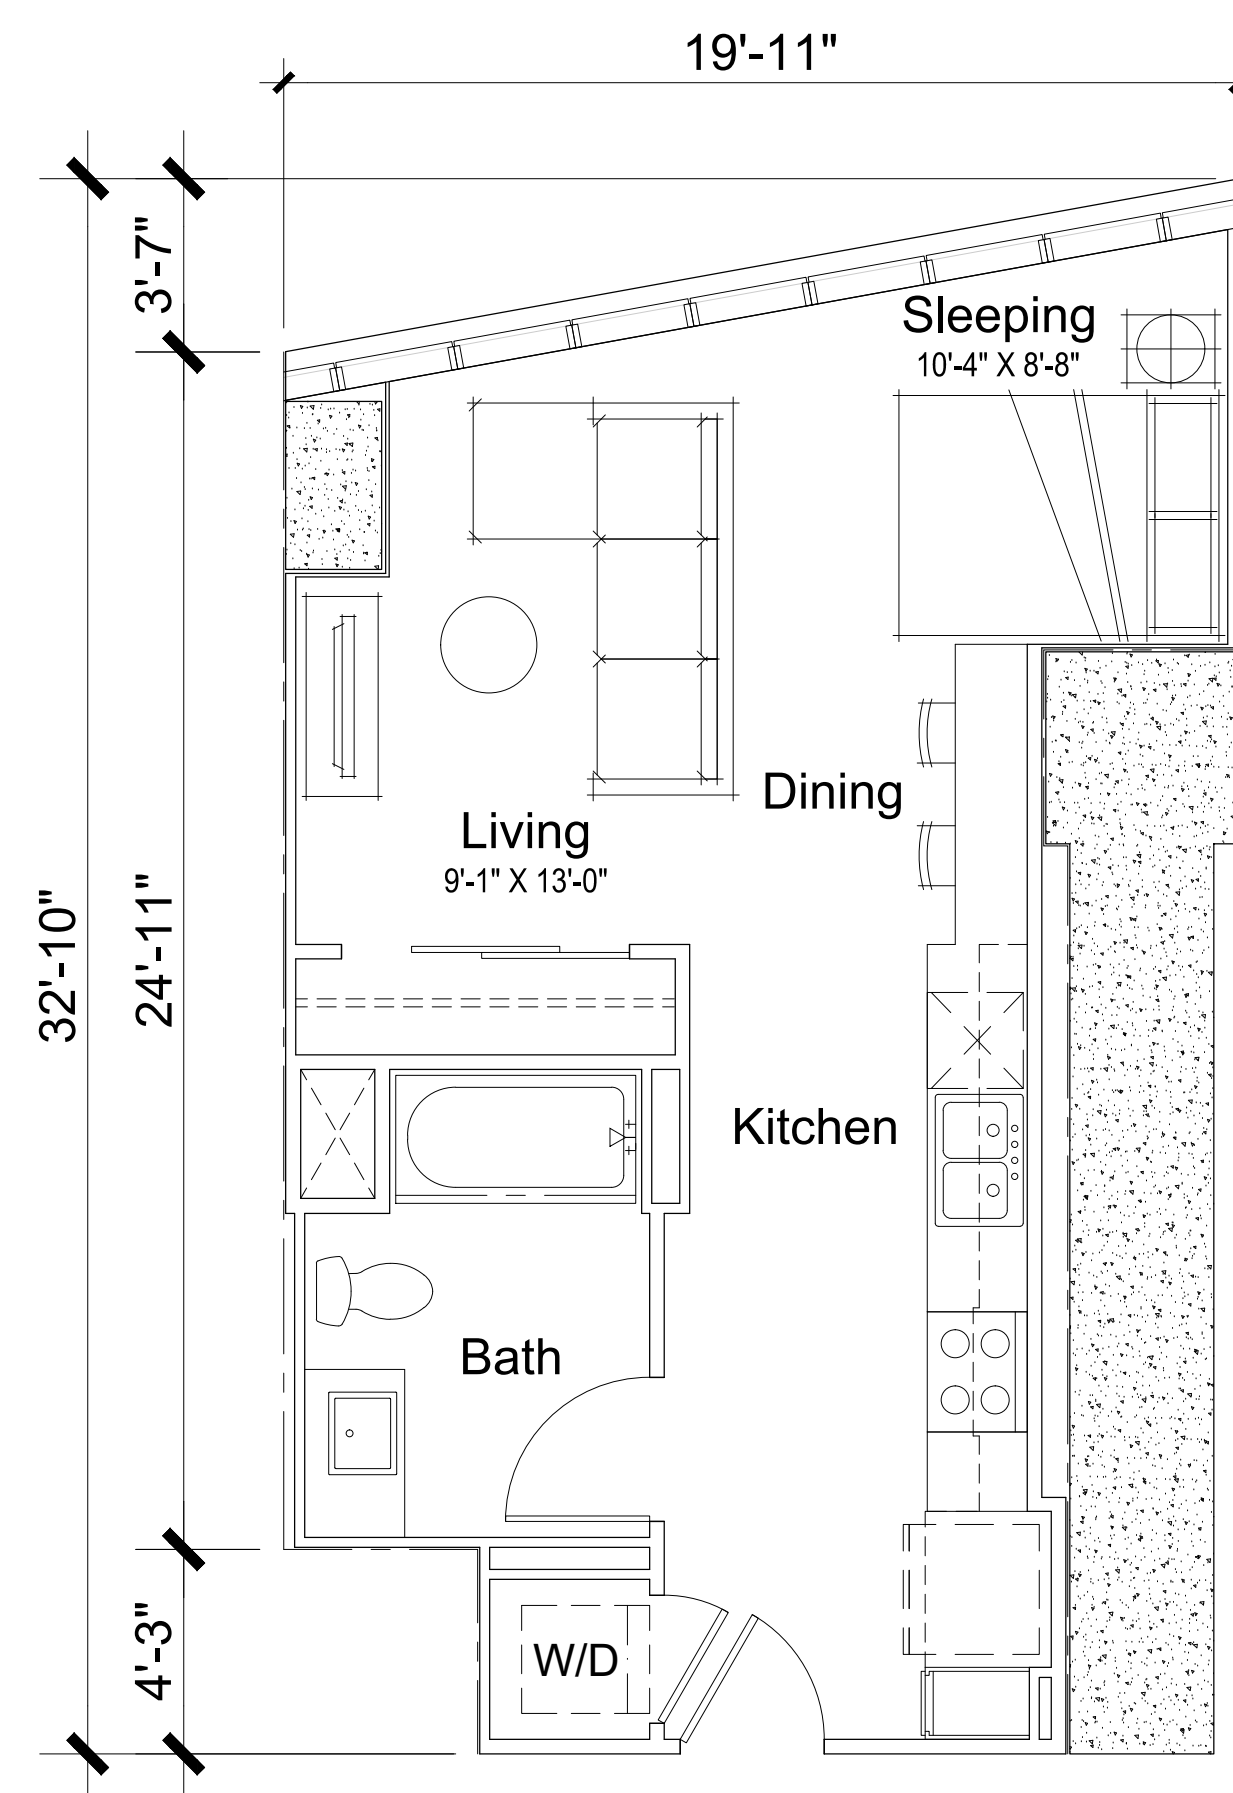 19'-11"
3'-7"
Sleeping
10'-4" X 8'-8"
Dining
Living
9'-1" X 13'-0"
32'-10"
24'-11"
Kitchen
Bath
4'-3"
W/D